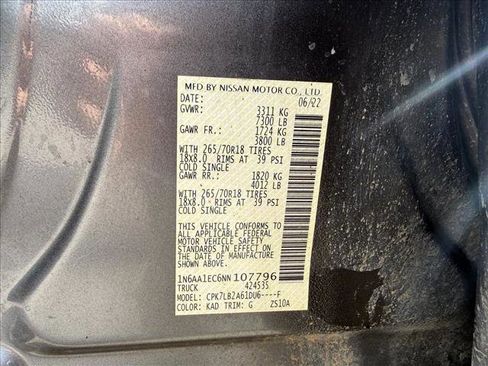 MFD BY NISSAN MOTOR CO., LTD.
DATE: 06/22
GVWR: 3311 KG
7300 LB
GAWR FR.: 1724 KG
3800 LB
WITH 265/70R18 TIRES
18X8.0 RIMS AT 39 PSI
COLD SINGLE
GAWR RR.: 1820 KG
4012 LB
WITH 265/70R18 TIRES
18X8.0 RIMS AT 39 PSI
COLD SINGLE
THIS VEHICLE CONFORMS TO
ALL APPLICABLE FEDERAL
MOTOR VEHICLE SAFETY
STANDARDS IN EFFECT ON
THE DATE OF MANUFACTURE
SHOWN ABOVE.
1N6AA1EC6NN107796
TRUCK 424535
MODEL: CPK7LB2A61DU6----F
COLOR: KAD TRIM: G ZS10A